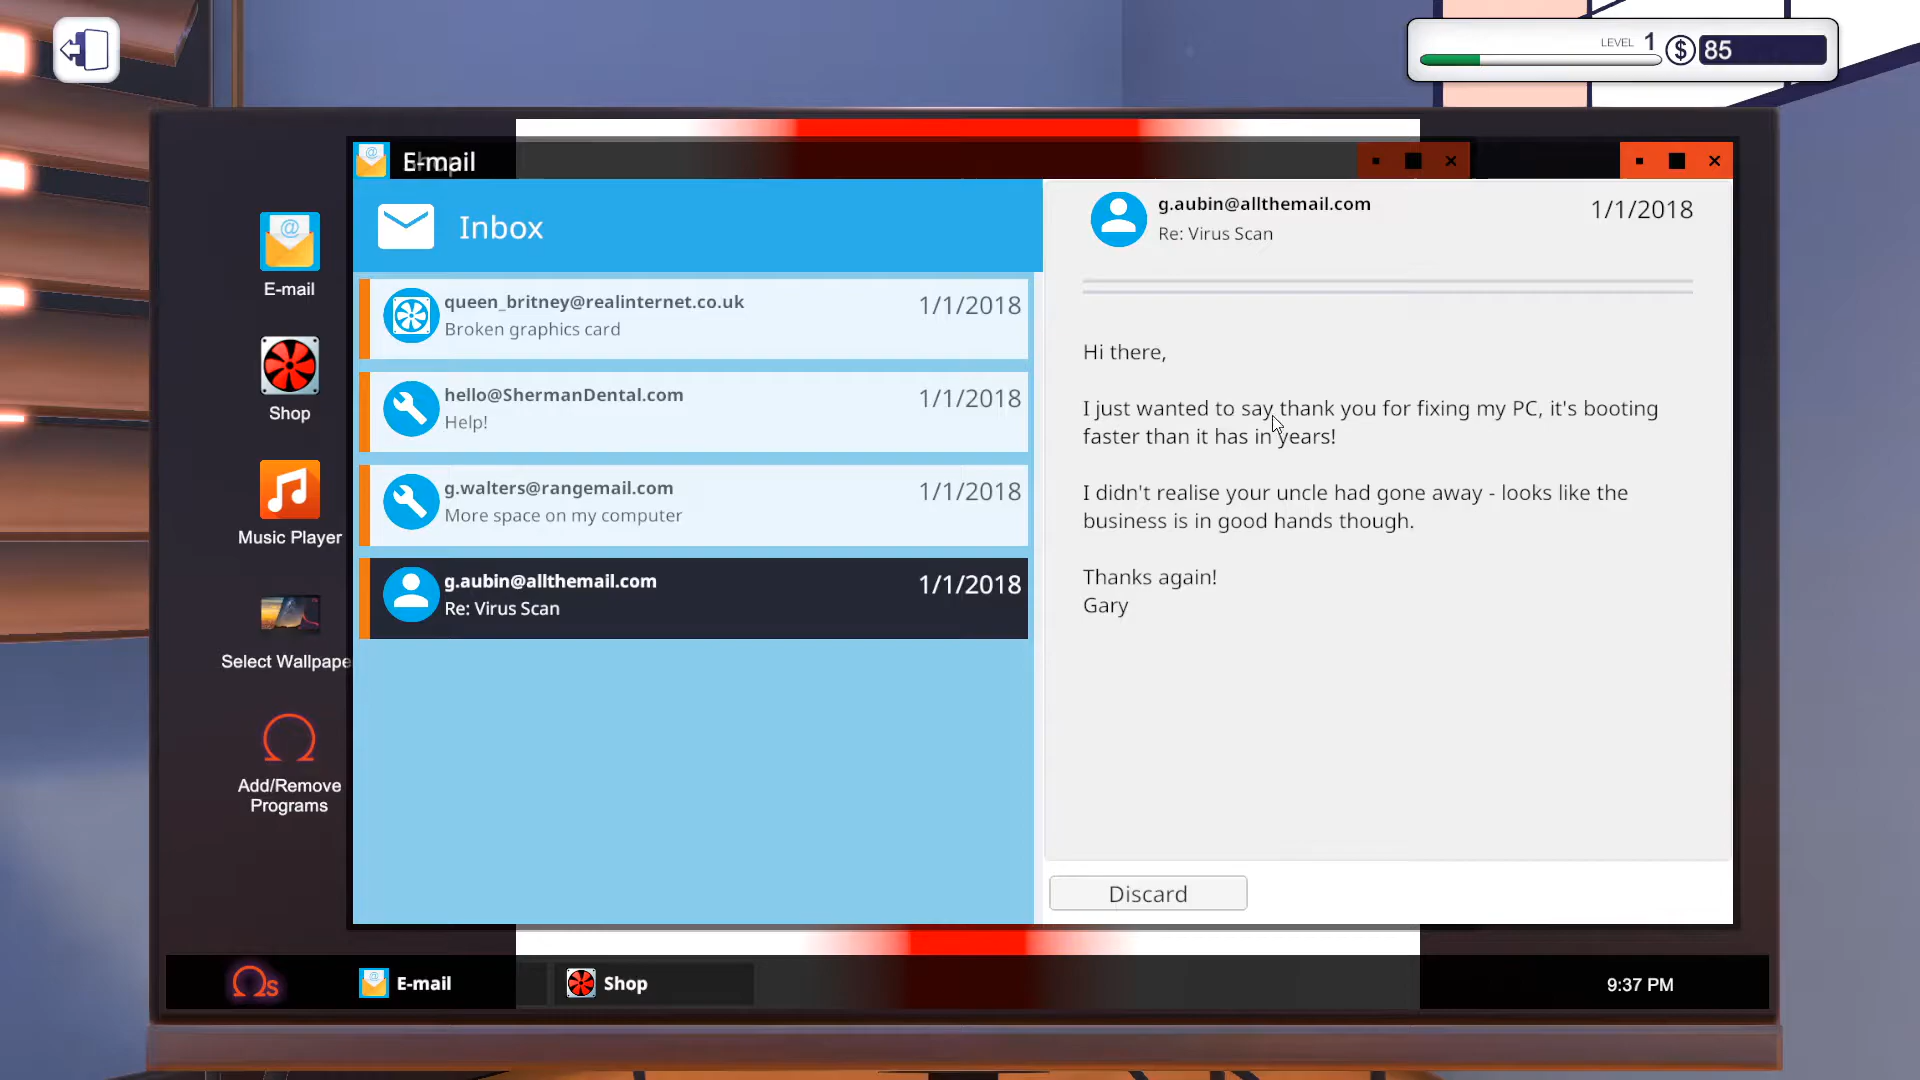 LEVEL 1
$ 85
E-mail
Inbox
queen_britney@realinternet.co.uk
1/1/2018
Broken graphics card
hello@ShermanDental.com
1/1/2018
Help!
g.walters@rangemail.com
1/1/2018
More space on my computer
g.aubin@allthemail.com
1/1/2018
Re: Virus Scan
g.aubin@allthemail.com
1/1/2018
Re: Virus Scan
Hi there,
I just wanted to say thank you for fixing my PC, it's booting
faster than it has in years!
I didn't realise your uncle had gone away - looks like the
business is in good hands though.
Thanks again!
Gary
Discard
E-mail
Shop
Music Player
Select Wallpape
Add/Remove
Programs
Ωs
E-mail
Shop
9:37 PM